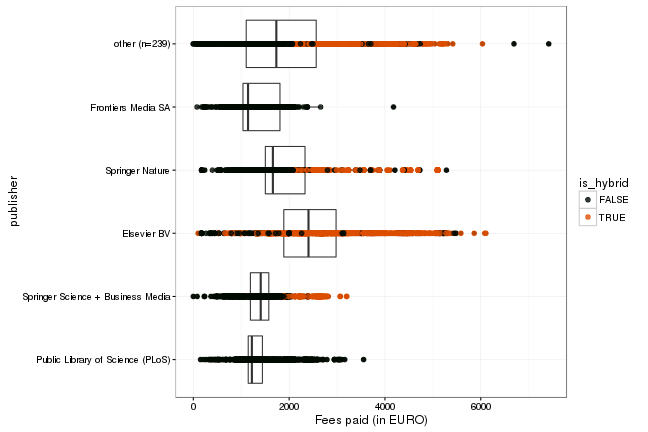 other (n=239)
Frontiers Media SA
Springer Nature
Elsevier BV
Springer Science + Business Media
Public Library of Science (PLoS)
publisher
0 2000 4000 6000
Fees paid (in EURO)
is_hybrid
FALSE
TRUE